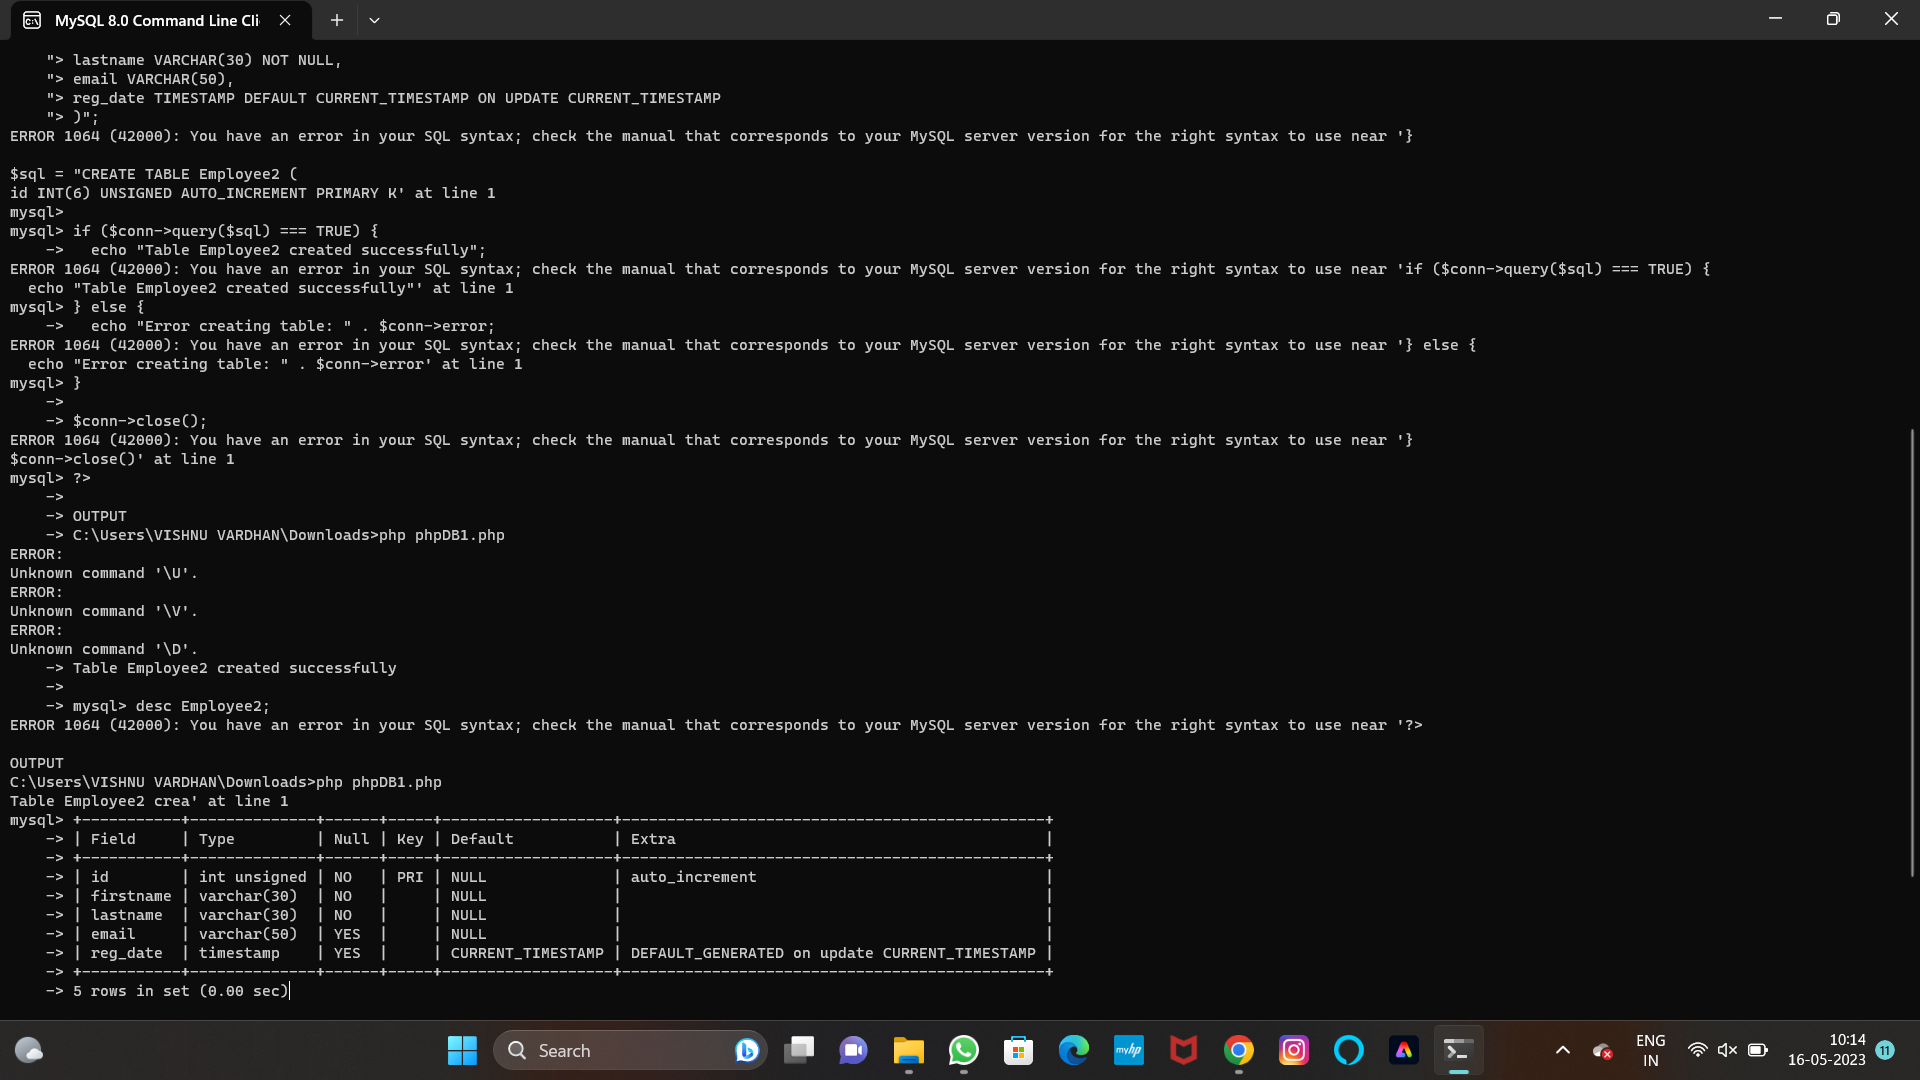 MySQL 8.0 Command Line Cli
"> lastname VARCHAR(30) NOT NULL,
"> email VARCHAR(50),
"> reg_date TIMESTAMP DEFAULT CURRENT_TIMESTAMP ON UPDATE CURRENT_TIMESTAMP
"> )";
ERROR 1064 (42000): You have an error in your SQL syntax; check the manual that corresponds to your MySQL server version for the right syntax to use near '}
$sql = "CREATE TABLE Employee2 (
id INT(6) UNSIGNED AUTO_INCREMENT PRIMARY K' at line 1
mysql>
mysql> if ($conn->query($sql) === TRUE) {
->   echo "Table Employee2 created successfully";
ERROR 1064 (42000): You have an error in your SQL syntax; check the manual that corresponds to your MySQL server version for the right syntax to use near 'if ($conn->query($sql) === TRUE) {
echo "Table Employee2 created successfully"' at line 1
mysql> } else {
->   echo "Error creating table: " . $conn->error;
ERROR 1064 (42000): You have an error in your SQL syntax; check the manual that corresponds to your MySQL server version for the right syntax to use near '} else {
echo "Error creating table: " . $conn->error' at line 1
mysql> }
->
-> $conn->close();
ERROR 1064 (42000): You have an error in your SQL syntax; check the manual that corresponds to your MySQL server version for the right syntax to use near '}
$conn->close()' at line 1
mysql> ?>
->
-> OUTPUT
-> C:\Users\VISHNU VARDHAN\Downloads>php phpDB1.php
ERROR:
Unknown command '\U'.
ERROR:
Unknown command '\V'.
ERROR:
Unknown command '\D'.
-> Table Employee2 created successfully
->
-> mysql> desc Employee2;
ERROR 1064 (42000): You have an error in your SQL syntax; check the manual that corresponds to your MySQL server version for the right syntax to use near '?>
OUTPUT
C:\Users\VISHNU VARDHAN\Downloads>php phpDB1.php
Table Employee2 crea' at line 1
mysql> +-----------+--------------+------+-----+-------------------+-----------------------------------------------+
-> | Field     | Type         | Null | Key | Default           | Extra                                         |
-> +-----------+--------------+------+-----+-------------------+-----------------------------------------------+
-> | id        | int unsigned | NO   | PRI | NULL              | auto_increment                                |
-> | firstname | varchar(30)  | NO   |     | NULL              |                                               |
-> | lastname  | varchar(30)  | NO   |     | NULL              |                                               |
-> | email     | varchar(50)  | YES  |     | NULL              |                                               |
-> | reg_date  | timestamp    | YES  |     | CURRENT_TIMESTAMP | DEFAULT_GENERATED on update CURRENT_TIMESTAMP |
-> +-----------+--------------+------+-----+-------------------+-----------------------------------------------+
-> 5 rows in set (0.00 sec)
Search
myhp
ENG
IN
10:14
16-05-2023
11